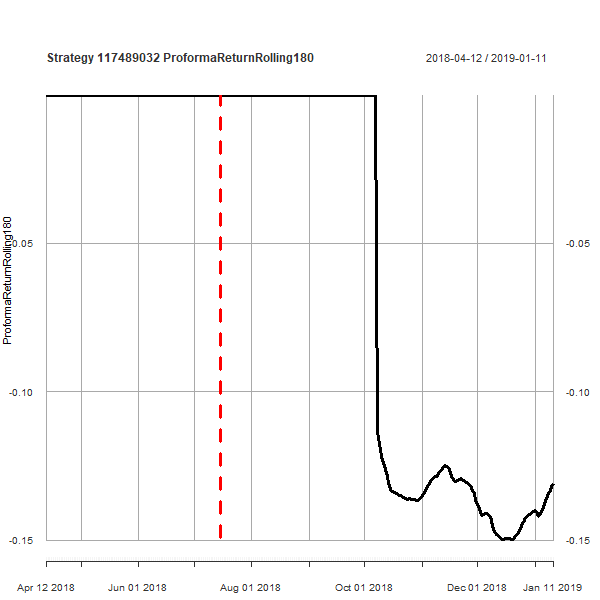 Strategy 117489032 ProformaReturnRolling180
2018-04-12 / 2019-01-11
ProformaReturnRolling180
-0.05
-0.05
-0.10
-0.10
-0.15
-0.15
Apr 12 2018
Jun 01 2018
Aug 01 2018
Oct 01 2018
Dec 01 2018
Jan 11 2019